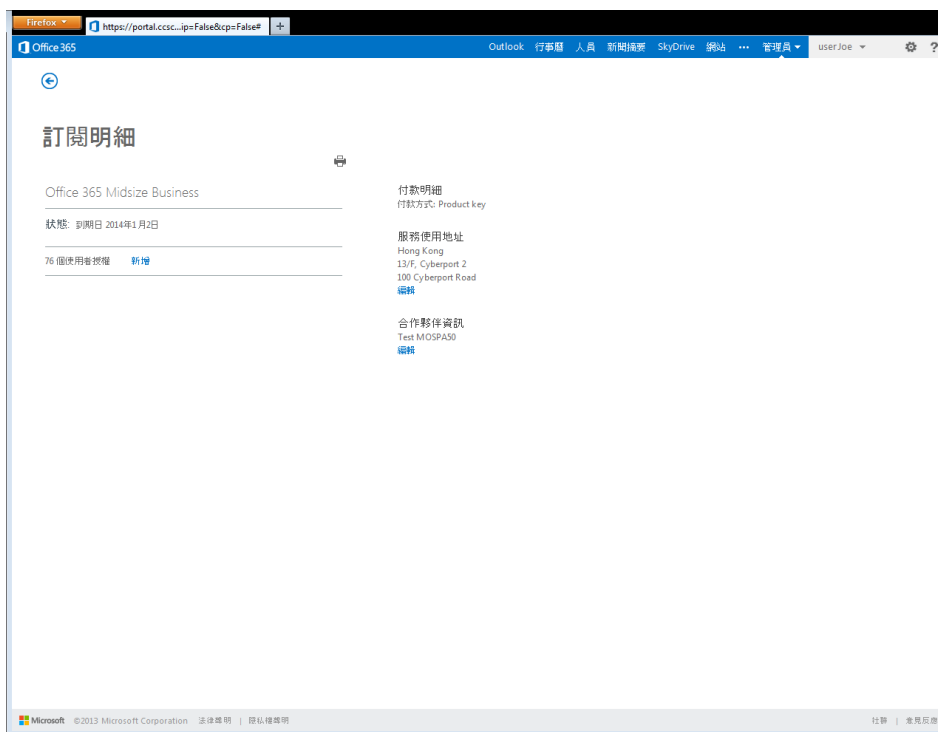 Firefox
https://portal.ccsc...ip=False&cp=False#
+
Office 365
Outlook 行事曆 人員 新聞摘要 SkyDrive 網站 ··· 管理員 userJoe ?
訂閱明細
Office 365 Midsize Business
狀態: 到期日 2014年1月2日
76 個使用者授權 新增
付款明細
付款方式: Product key
服務使用地址
Hong Kong
13/F, Cyberport 2
100 Cyberport Road
編輯
合作夥伴資訊
Test MOSPA50
編輯
Microsoft ©2013 Microsoft Corporation 法律聲明 | 隱私權聲明
社群 | 意見反應